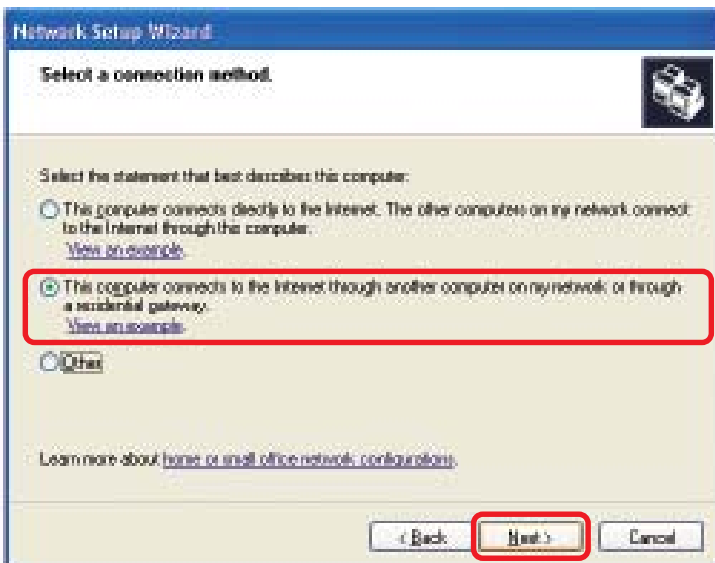 Network Setup Wizard
Select a connection method.
Select the statement that best describes this computer:
This computer connects directly to the Internet. The other computers on my network connect
to the Internet through this computer.
View an example.
This computer connects to the Internet through another computer on my network or through
a residential gateway.
View an example.
Other
Learn more about home or small office network configurations.
< Back
Next >
Cancel